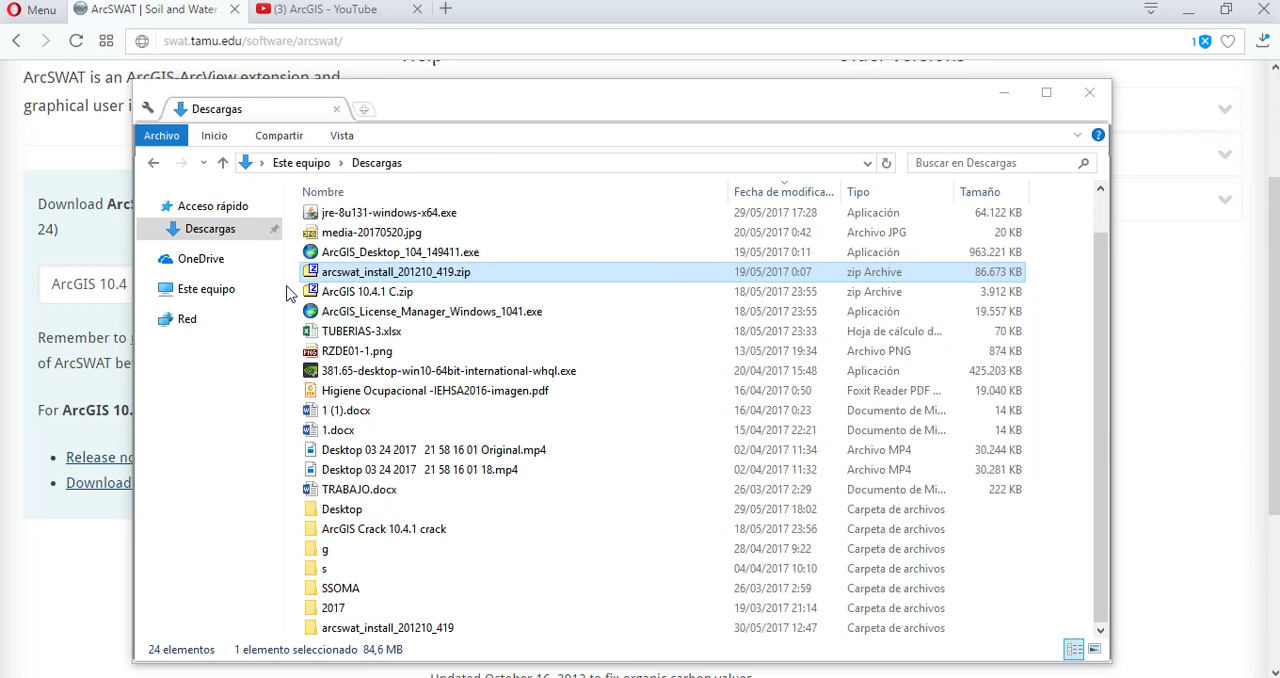 Menu
ArcSWAT | Soil and Water
(3) ArcGIS - YouTube
swat.tamu.edu/software/arcswat/
1
ArcSWAT is an ArcGIS-ArcView extension and
graphical user i
Descargas
Archivo Inicio Compartir Vista
Este equipo Descargas
Buscar en Descargas
Nombre Fecha de modifica... Tipo Tamaño
jre-8u131-windows-x64.exe 29/05/2017 17:28 Aplicación 64.122 KB
media-20170520.jpg 20/05/2017 0:42 Archivo JPG 20 KB
ArcGIS_Desktop_104_149411.exe 19/05/2017 0:11 Aplicación 963.221 KB
arcswat_install_201210_419.zip 19/05/2017 0:07 zip Archive 86.673 KB
ArcGIS 10.4.1 C.zip 18/05/2017 23:55 zip Archive 3.912 KB
ArcGIS_License_Manager_Windows_1041.exe 18/05/2017 23:55 Aplicación 19.557 KB
TUBERIAS-3.xlsx 18/05/2017 23:33 Hoja de cálculo d... 70 KB
RZDE01-1.png 13/05/2017 19:34 Archivo PNG 874 KB
381.65-desktop-win10-64bit-international-whql.exe 20/04/2017 15:48 Aplicación 425.203 KB
Higiene Ocupacional -IEHSA2016-imagen.pdf 16/04/2017 0:50 Foxit Reader PDF ... 19.040 KB
1 (1).docx 16/04/2017 0:23 Documento de Mi... 14 KB
1.docx 15/04/2017 22:21 Documento de Mi... 14 KB
Desktop 03 24 2017 21 58 16 01 Original.mp4 02/04/2017 11:34 Archivo MP4 30.244 KB
Desktop 03 24 2017 21 58 16 01 18.mp4 02/04/2017 11:32 Archivo MP4 30.281 KB
TRABAJO.docx 26/03/2017 2:29 Documento de Mi... 222 KB
Desktop 29/05/2017 18:02 Carpeta de archivos
ArcGIS Crack 10.4.1 crack 18/05/2017 23:56 Carpeta de archivos
g 28/04/2017 9:22 Carpeta de archivos
s 04/04/2017 10:10 Carpeta de archivos
SSOMA 26/03/2017 2:59 Carpeta de archivos
2017 19/03/2017 21:14 Carpeta de archivos
arcswat_install_201210_419 30/05/2017 12:47 Carpeta de archivos
Acceso rápido
Descargas
OneDrive
Este equipo
Red
24 elementos 1 elemento seleccionado 84,6 MB
Download Arc
24)
ArcGIS 10.4
Remember to
of ArcSWAT be
For ArcGIS 10.
Release no
Download
Updated October 16, 2012 to fix organic carbon values